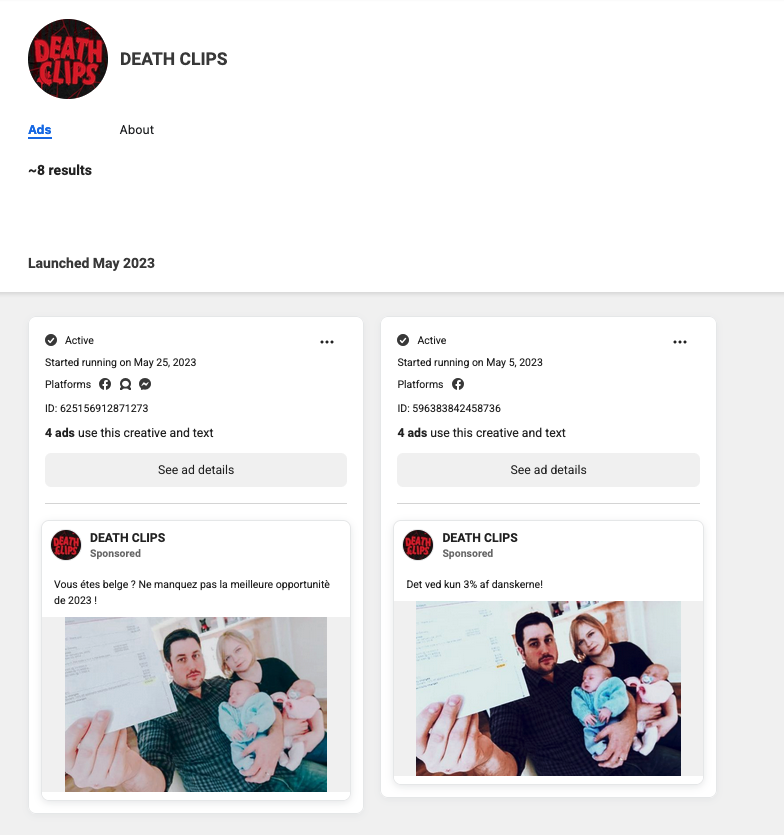 DEATH CLIPS
DEATH CLIPS
Ads
About
~8 results
Launched May 2023
Active
Started running on May 25, 2023
Platforms
ID: 625156912871273
4 ads use this creative and text
See ad details
DEATH CLIPS
DEATH CLIPS
Sponsored
Vous étes belge ? Ne manquez pas la meilleure opportunitè
de 2023 !
Active
Started running on May 5, 2023
Platforms
ID: 596383842458736
4 ads use this creative and text
See ad details
DEATH CLIPS
DEATH CLIPS
Sponsored
Det ved kun 3% af danskerne!